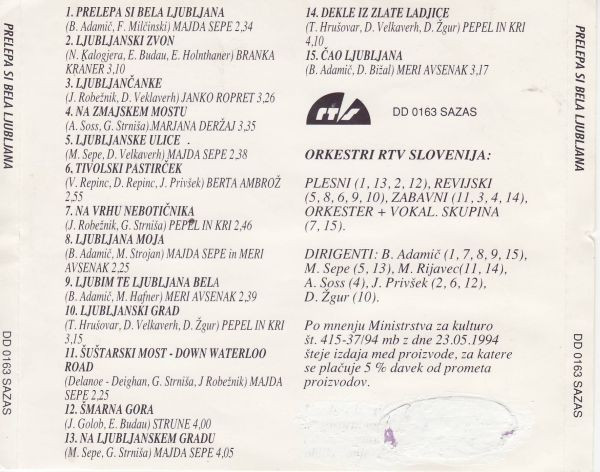 PRELEPA SI BELA LJUBLJANA
DD 0163 SAZAS
1. PRELEPA SI BELA LJUBLJANA
(B. Adamič, F. Milčinski) MAJDA SEPE 2,34
2. LJUBLJANSKI ZVON
(N. Kalogjera, E. Budau, E. Holnthaner) BRANKA
KRANER 3,10
3. LJUBLJANČANKE
(J. Robežnik, D. Veklaverh) JANKO ROPRET 3,26
4. NA ZMAJSKEM MOSTU
(A. Soss, G. Strniša).MARJANA DERŽAJ 3,35
5. LJUBLJANSKE ULICE .
(M. Sepe, D. Velkaverh) MAJDA SEPE 2,38
6. TIVOLSKI PASTIRČEK
(V. Repinc, D. Repinc, J. Privšek) BERTA AMBROŽ
2,55
7. NA VRHU NEBOTIČNIKA
(J. Robežnik, G. Strniša) PEPEL IN KRI 2,46
8. LJUBLJANA MOJA
(B. Adamič, M. Strojan) MAJDA SEPE in MERI
AVSENAK 2,25
9. LJUBIM TE LJUBLJANA BELA
(B. Adamič, M. Hafner) MERI AVSENAK 2,39
10. LJUBLJANSKI GRAD
(T. Hrušovar, D. Velkaverh, D. Žgur) PEPEL IN KRI
3,15
11. ŠUŠTARSKI MOST - DOWN WATERLOO
ROAD
(Delanoe - Deighan, G. Strniša, J Robežnik) MAJDA
SEPE 2,25
12. ŠMARNA GORA
(J. Golob, E. Budau) STRUNE 4,00
13. NA LJUBLJANSKEM GRADU
(M. Sepe, G. Strniša) MAJDA SEPE 4,05
14. DEKLE IZ ZLATE LADJICE
(T. Hrušovar, D. Velkaverh, D. Žgur) PEPEL IN KRI
4,10
15. ČAO LJUBLJANA
(B. Adamič, D. Bižal) MERI AVSENAK 3,17
rtvs
DD 0163 SAZAS
ORKESTRI RTV SLOVENIJA:
PLESNI (1, 13, 2, 12), REVIJSKI
(5, 8, 6, 9, 10), ZABAVNI (11, 3, 4, 14),
ORKESTER + VOKAL. SKUPINA
(7, 15).
DIRIGENTI: B. Adamič (1, 7, 8, 9, 15),
M. Sepe (5, 13), M. Rijavec(11, 14),
A. Soss (4), J. Privšek (2, 6, 12),
D. Žgur (10).
Po mnenju Ministrstva za kulturo
št. 415-37/94 mb z dne 23.05.1994
šteje izdaja med proizvode, za katere
se plačuje 5 % davek od prometa
proizvodov.
PRELEPA SI BELA LJUBLJANA
DD 0163 SAZAS